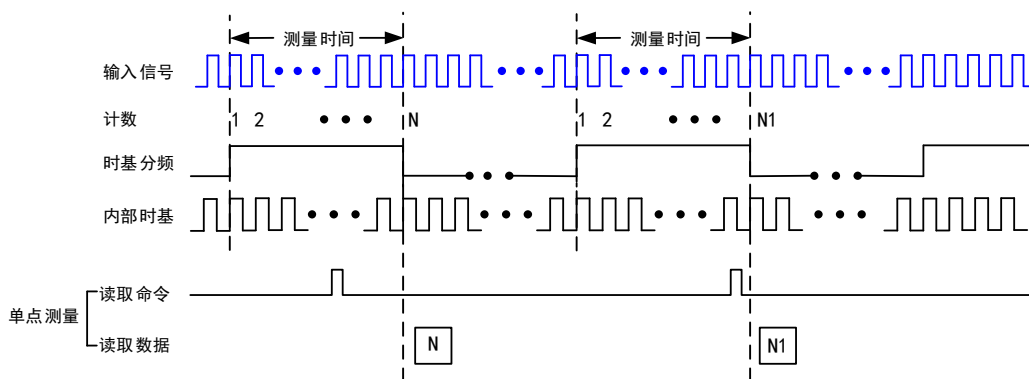 测量时间 测量时间
输入信号
计数 1 2 N 1 2 N1
时基分频
内部时基
读取命令
单点测量
读取数据 N N1